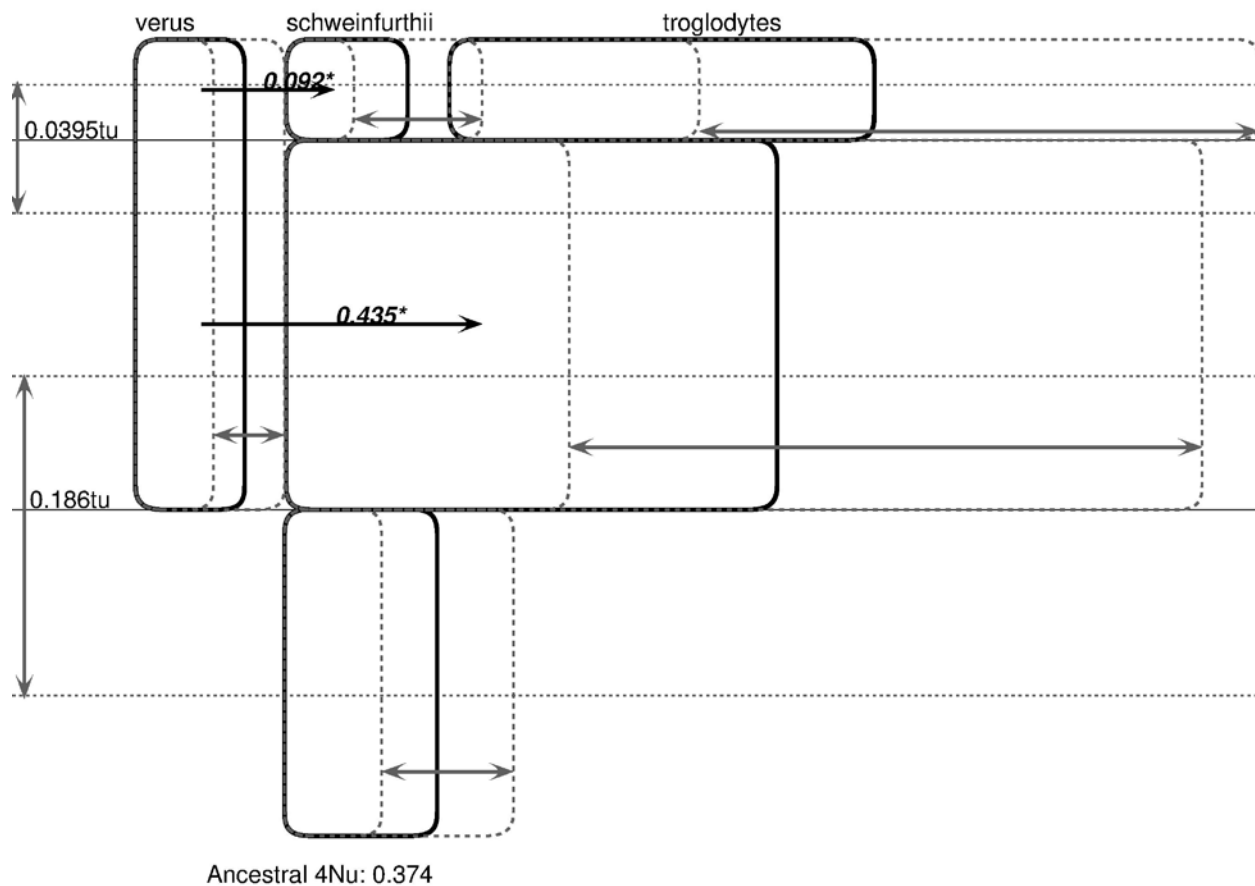 verus schweinfurthii troglodytes
0.092*
0.0395tu
0.435*
0.186tu
Ancestral 4Nu: 0.374